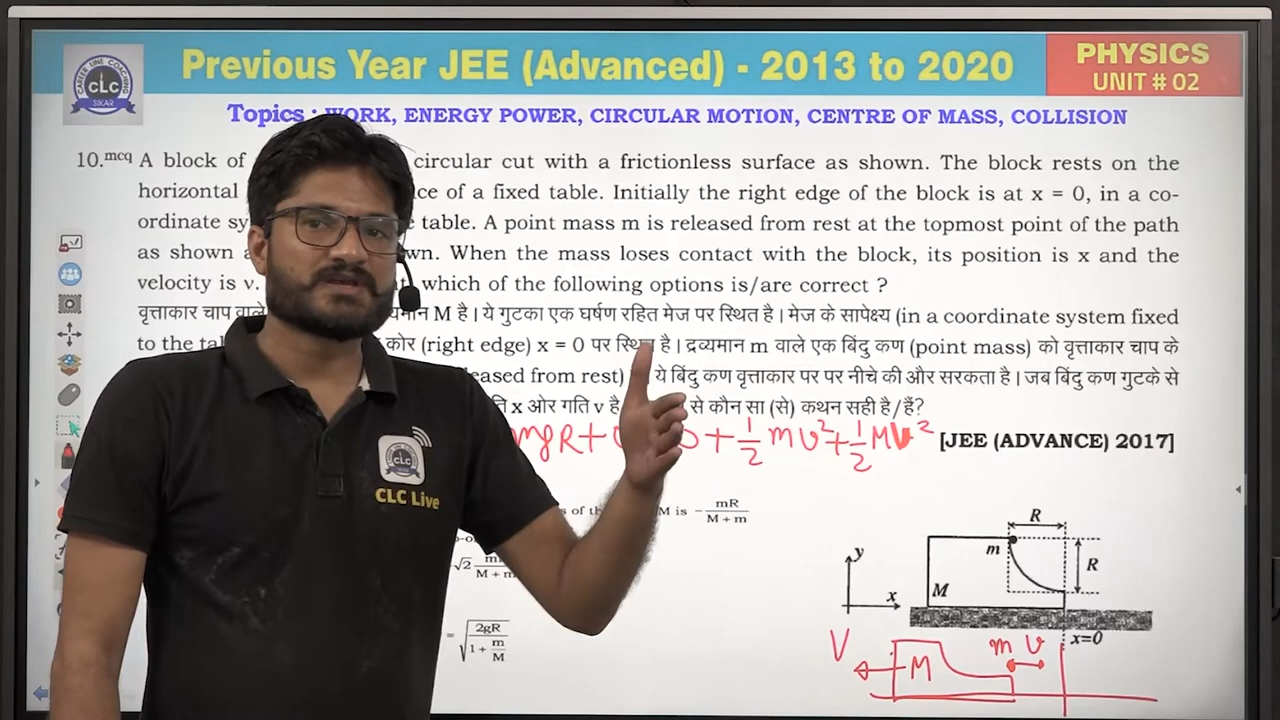 Previous Year JEE (Advanced) - 2013 to 2020
PHYSICS
UNIT # 02
CLC
SIKAR
Topics : WORK, ENERGY POWER, CIRCULAR MOTION, CENTRE OF MASS, COLLISION
10.mcq A block of circular cut with a frictionless surface as shown. The block rests on the
horizontal ce of a fixed table. Initially the right edge of the block is at x = 0, in a co-
ordinate sy table. A point mass m is released from rest at the topmost point of the path
as shown wn. When the mass loses contact with the block, its position is x and the
velocity is v. which of the following options is/are correct ?
वृत्ताकार चाप वाले M है। ये गुटका एक घर्षण रहित मेज पर स्थित है। मेज के सापेक्ष्य (in a coordinate system fixed
to the ta कोर (right edge) x = 0 पर स्थित है। द्रव्यमान m वाले एक बिंदु कण (point mass) को वृत्ताकार चाप के
eased from rest) ये बिंदु कण वृत्ताकार पर पर नीचे की और सरकता है। जब बिंदु कण गुटके से
x ओर गति v है से कौन सा (से) कथन सही है/हैं?
mgR + + 1/2 mv² + 1/2 MV²
[JEE (ADVANCE) 2017]
s of th M is - mR/(M + m)
√2 m M + m
= √(2gR/(1 + m/M))
R
y
m
R
M
x
x=0
V
M
m v
CLC
CLC Live